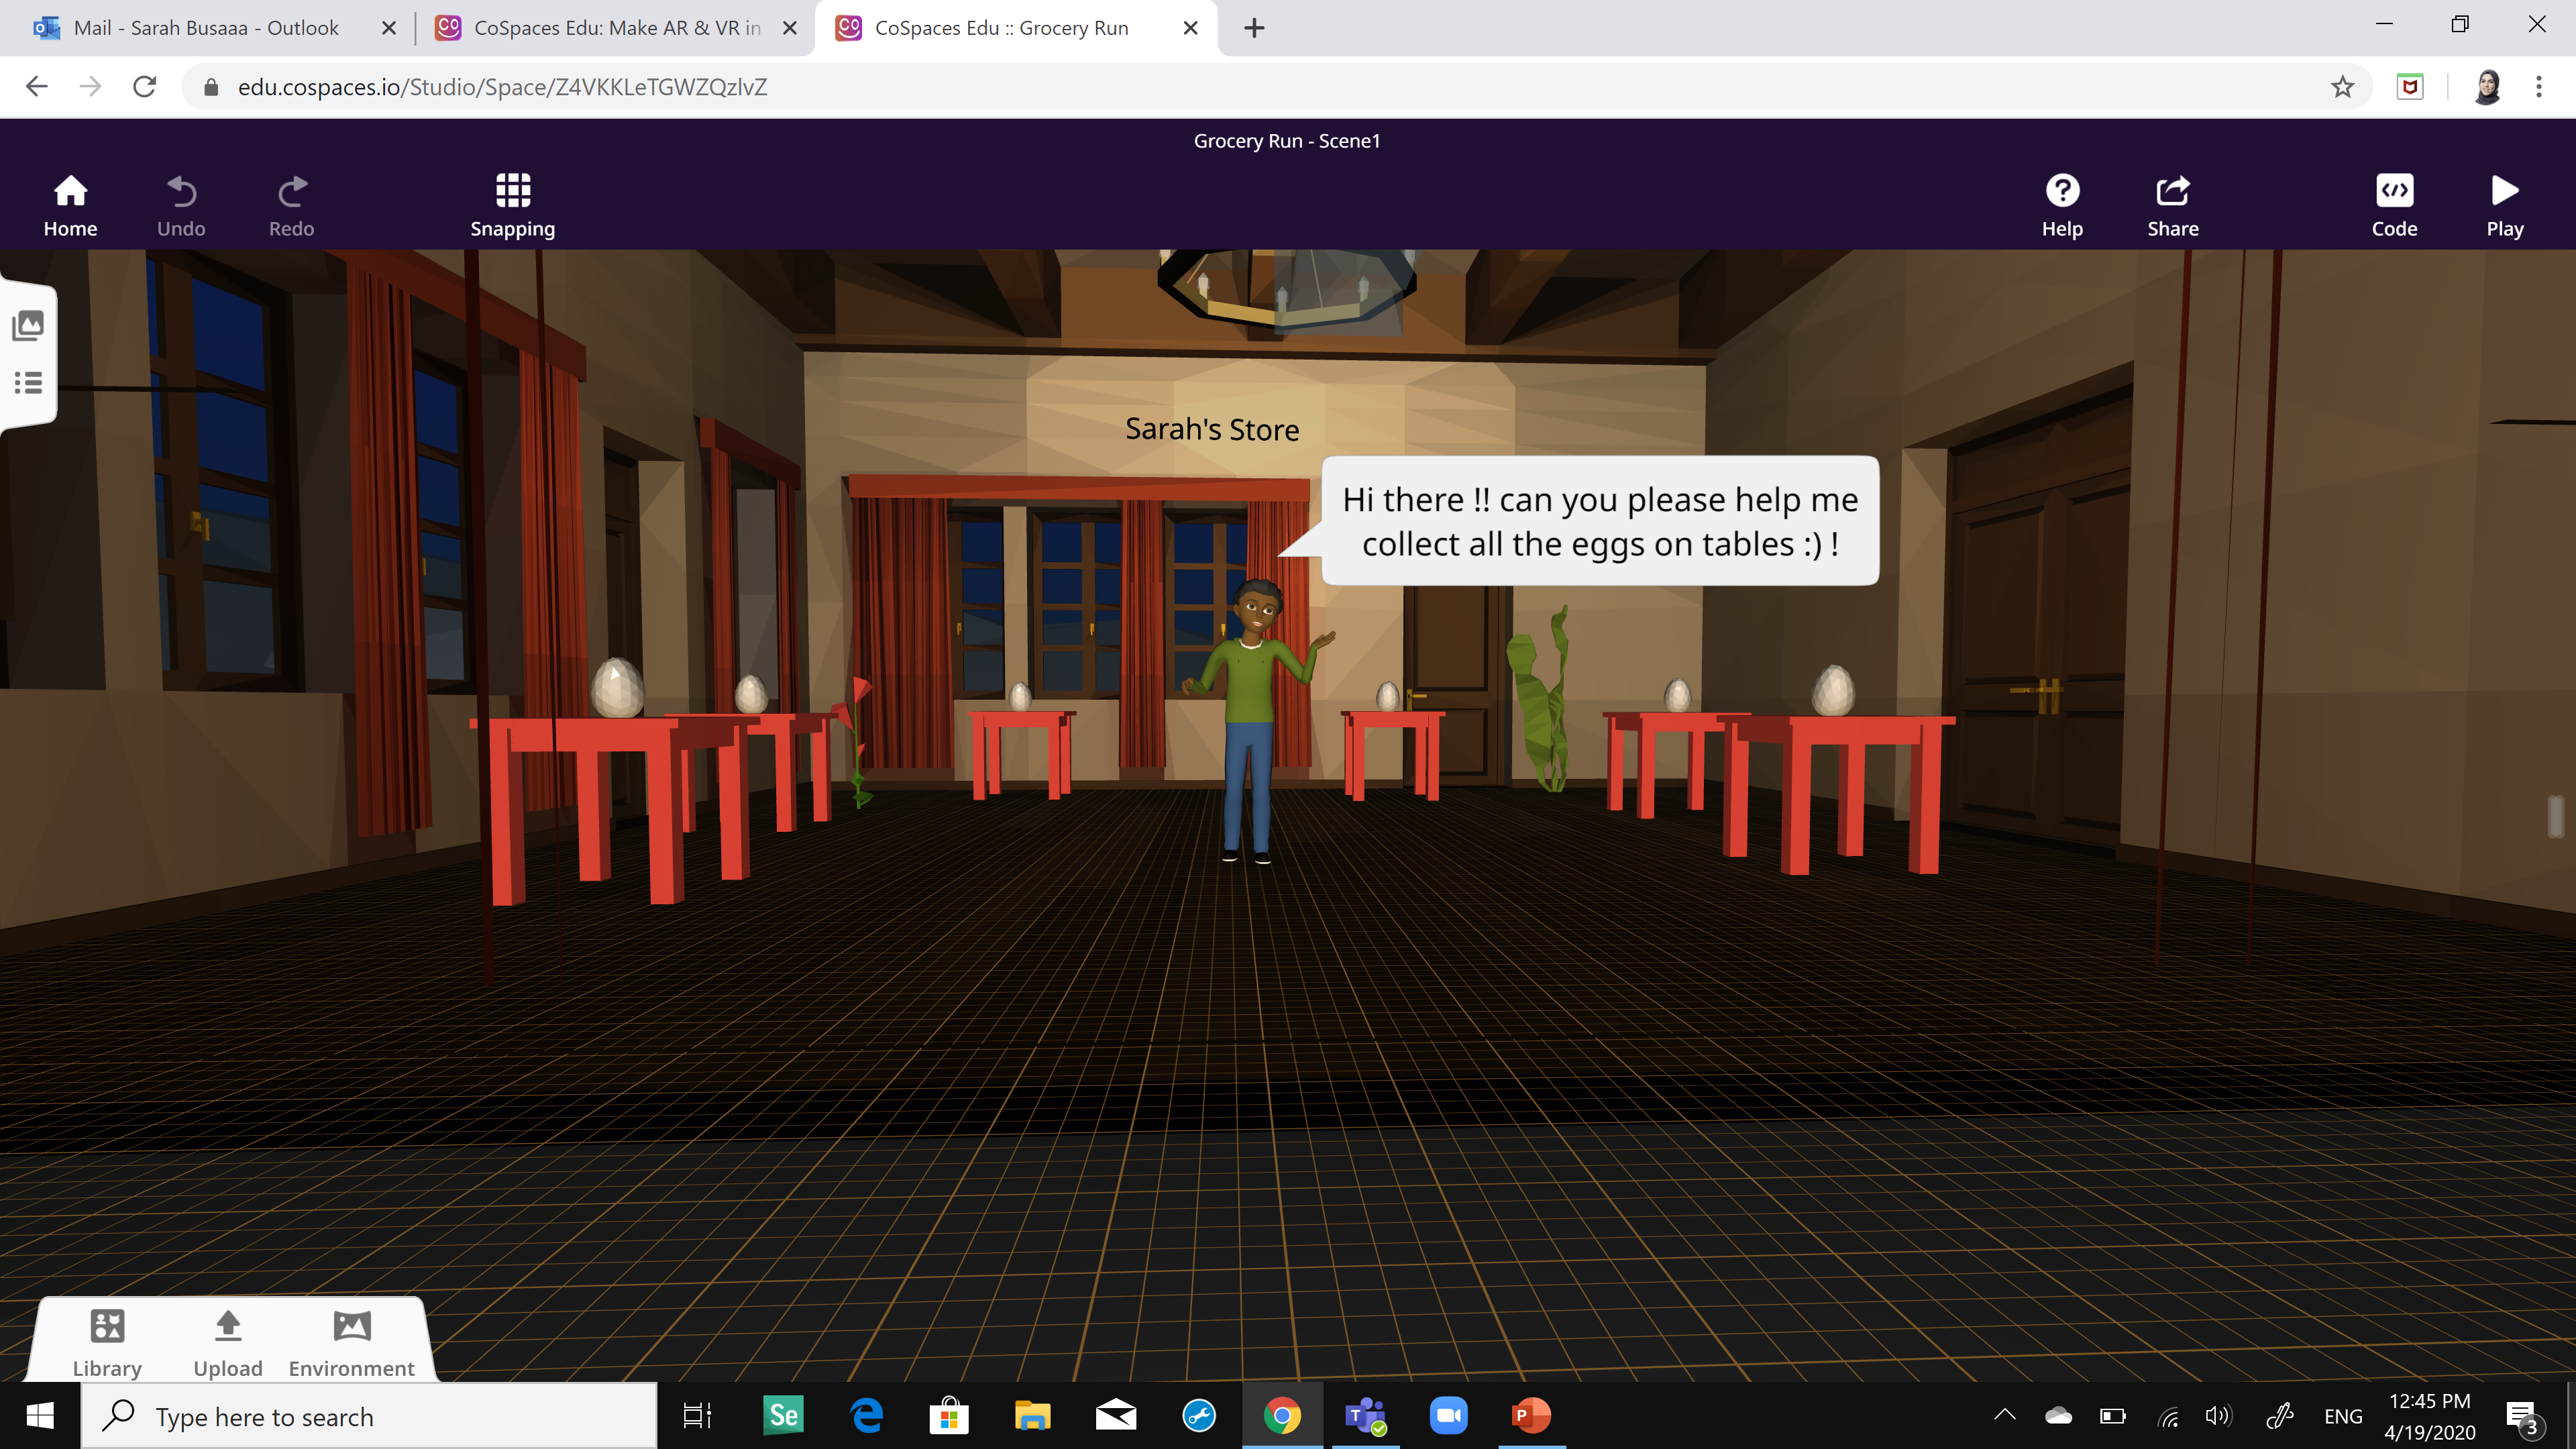 Mail - Sarah Busaaa - Outlook
CoSpaces Edu: Make AR & VR in
CoSpaces Edu :: Grocery Run
edu.cospaces.io/Studio/Space/Z4VKKLeTGWZQzlvZ
Grocery Run - Scene1
Home
Undo
Redo
Snapping
Help
Share
Code
Play
Sarah's Store
Hi there !! can you please help me
collect all the eggs on tables :) !
Library
Upload
Environment
Type here to search
Se
ENG
12:45 PM
4/19/2020
3